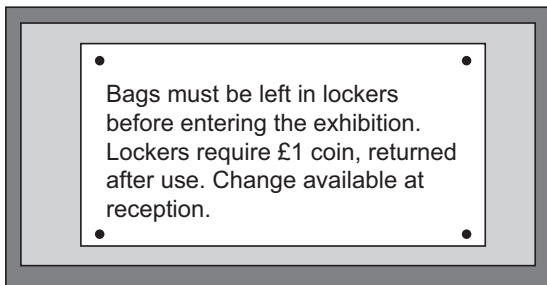 Bags must be left in lockers
before entering the exhibition.
Lockers require £1 coin, returned
after use. Change available at
reception.